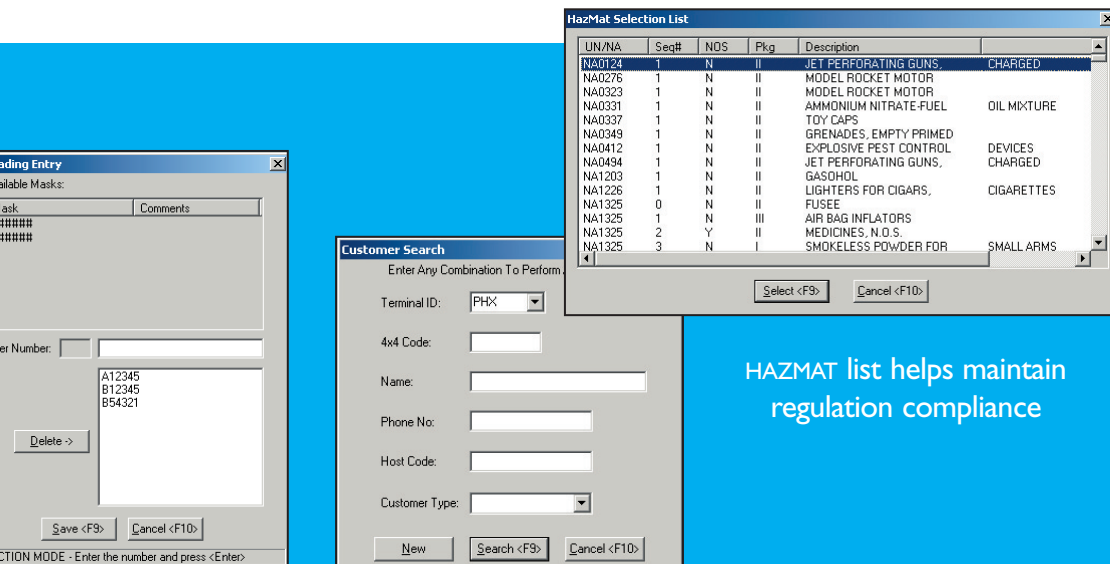 HazMat Selection List
UN/NA Seq# NOS Pkg Description
NA0124 1 N II JET PERFORATING GUNS, CHARGED
NA0276 1 N II MODEL ROCKET MOTOR
NA0323 1 N II MODEL ROCKET MOTOR
NA0331 1 N II AMMONIUM NITRATE-FUEL OIL MIXTURE
NA0337 1 N II TOY CAPS
NA0349 1 N II GRENADES, EMPTY PRIMED
NA0412 1 N II EXPLOSIVE PEST CONTROL DEVICES
NA0494 1 N II JET PERFORATING GUNS, CHARGED
NA1203 1 N II GASOHOL
NA1226 1 N II LIGHTERS FOR CIGARS, CIGARETTES
NA1325 0 N II FUSEE
NA1325 1 N III AIR BAG INFLATORS
NA1325 2 Y II MEDICINES, N.O.S.
NA1325 3 N I SMOKELESS POWDER FOR SMALL ARMS
Select <F9> Cancel <F10>
ading Entry
ailable Masks:
ask Comments
#####
#####
er Number:
A12345
B12345
B54321
Delete ->
Save <F9> Cancel <F10>
CTION MODE - Enter the number and press <Enter>
Customer Search
Enter Any Combination To Perform
Terminal ID: PHX
4x4 Code:
Name:
Phone No:
Host Code:
Customer Type:
New Search <F9> Cancel <F10>
HAZMAT list helps maintain
regulation compliance